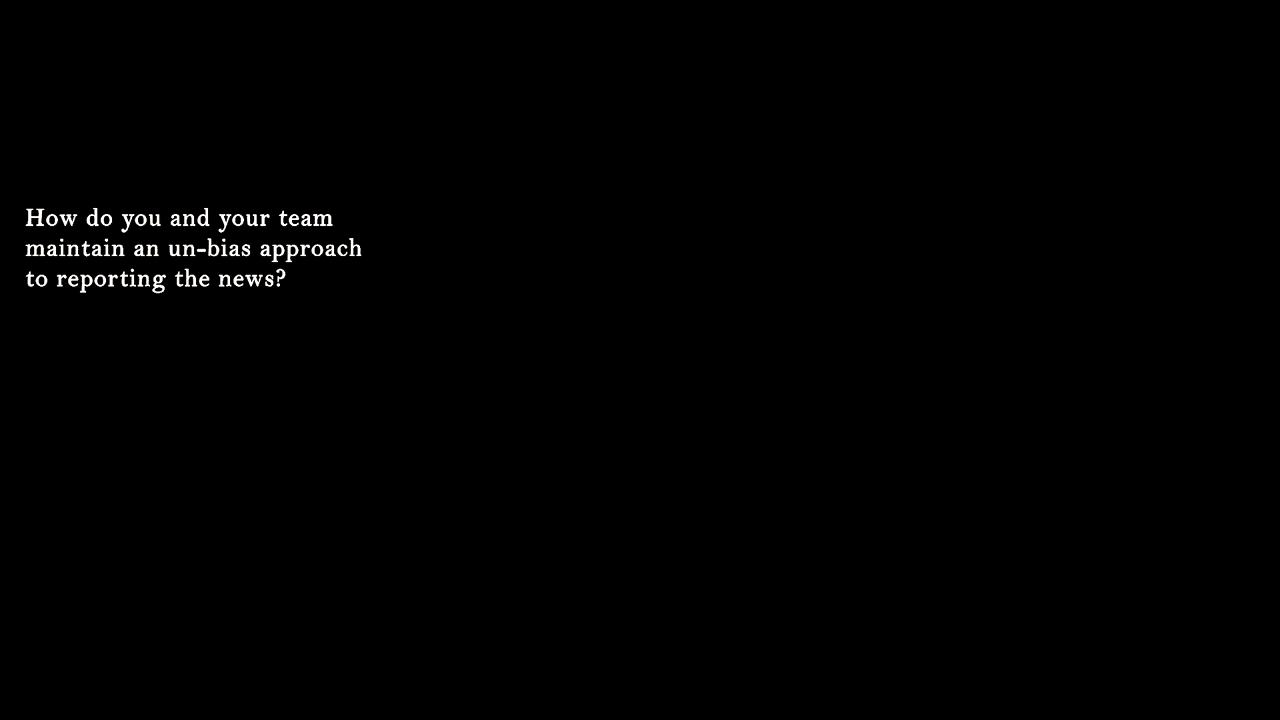 How do you and your team
maintain an un-bias approach
to reporting the news?